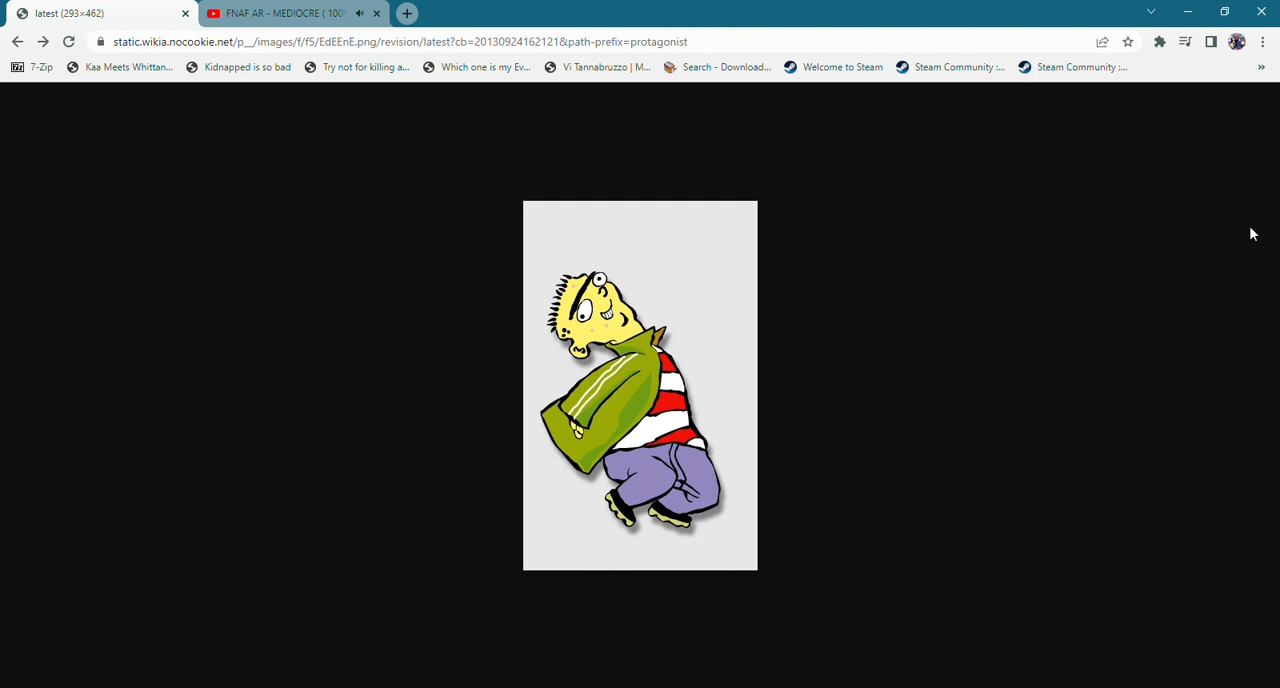 latest (293×462)
FNAF AR - MEDIOCRE ( 100%
static.wikia.nocookie.net/p__/images/f/f5/EdEEnE.png/revision/latest?cb=20130924162121&path-prefix=protagonist
7-Zip
Kaa Meets Whittan...
Kidnapped is so bad
Try not for killing a...
Which one is my Ev...
Vi Tannabruzzo | M...
Search - Download...
Welcome to Steam
Steam Community :...
Steam Community :...
»